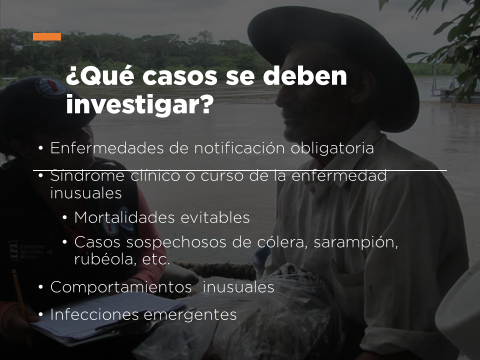 ¿Qué casos se deben
investigar?
• Enfermedades de notificación obligatoria
• Síndrome clínico o curso de la enfermedad
inusuales
• Mortalidades evitables
• Casos sospechosos de cólera, sarampión,
rubéola, etc.
• Comportamientos inusuales
• Infecciones emergentes